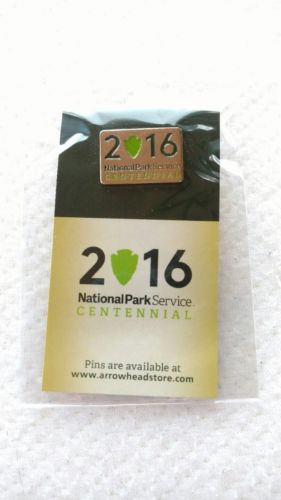 2016
National Park Service
CENTENNIAL
2016
National Park Service
CENTENNIAL
Pins are available at
www.arrowheadstore.com